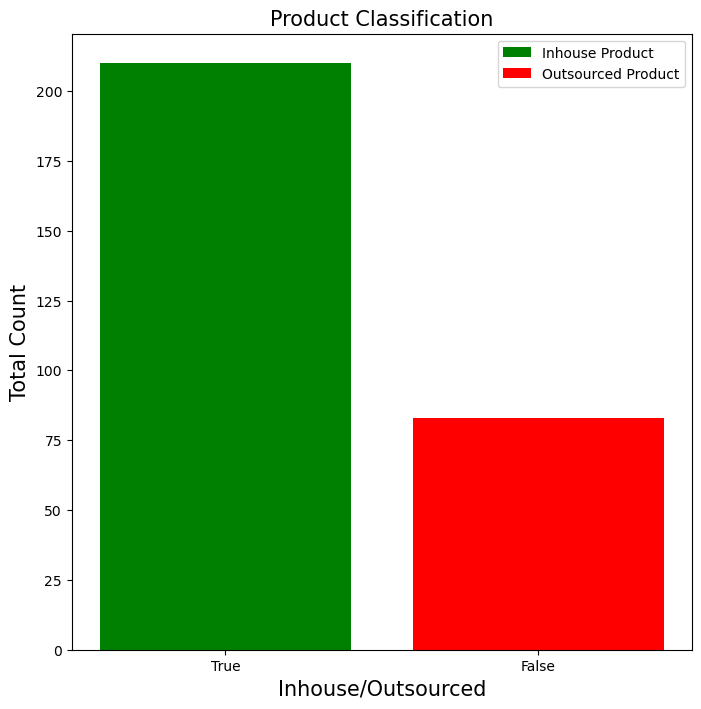 Product Classification
Inhouse Product
Outsourced Product
200
175
150
125
100
75
50
25
0
Total Count
True
False
Inhouse/Outsourced